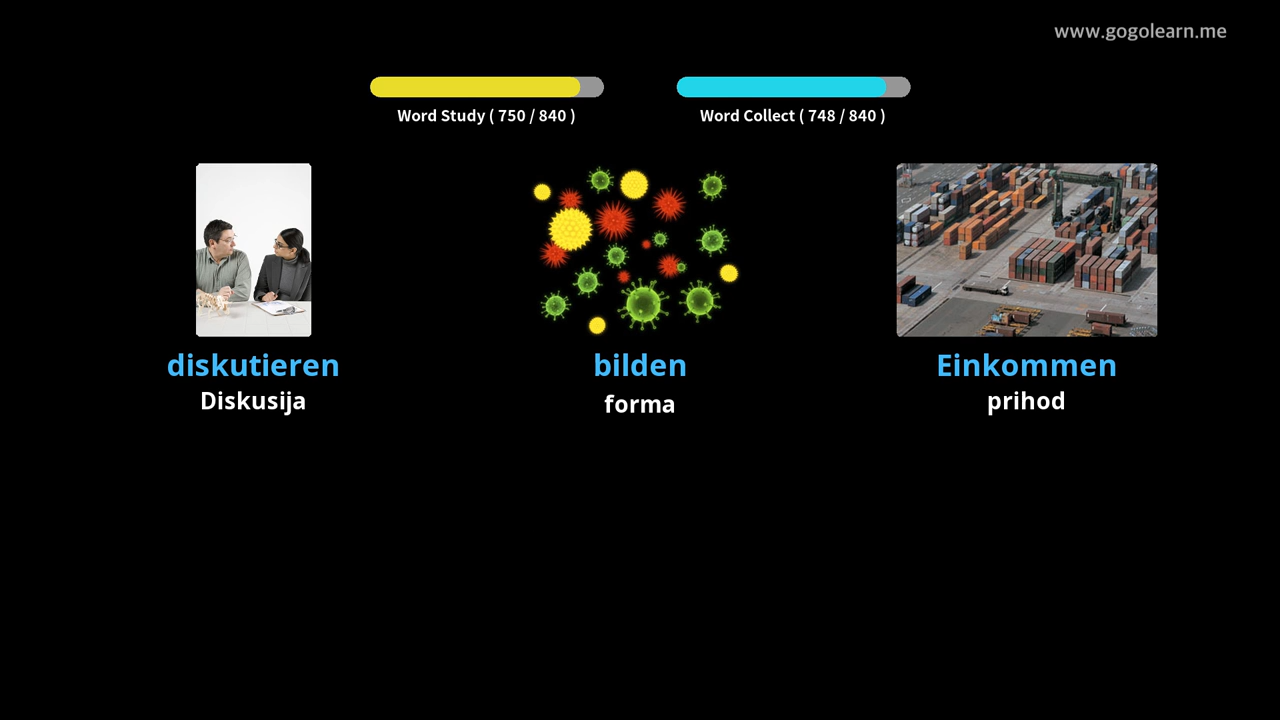 www.gogolearn.me
Word Study ( 750 / 840 )
Word Collect ( 748 / 840 )
diskutieren
Diskusija
bilden
forma
Einkommen
prihod